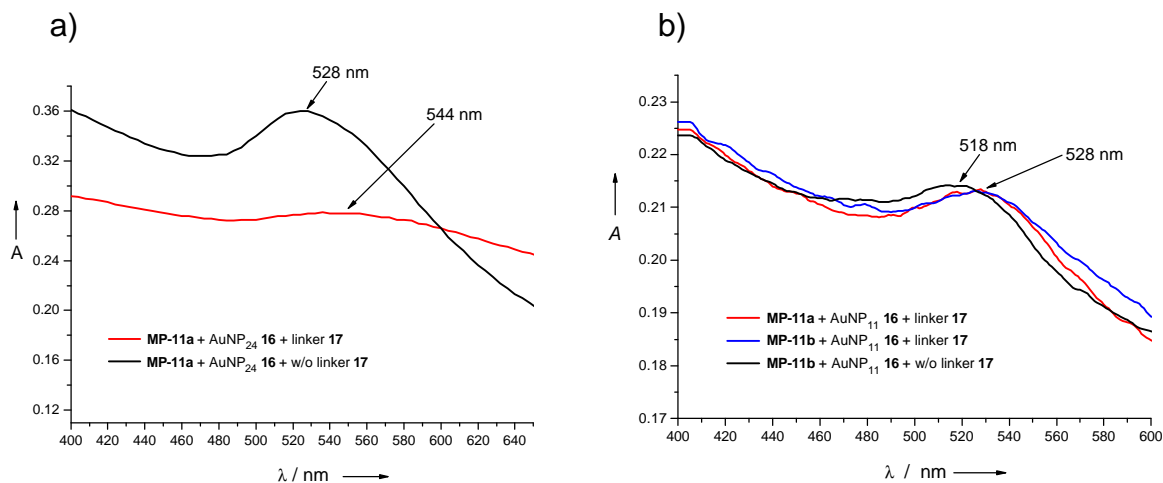 a)
528 nm
544 nm
0.36
0.32
0.28
0.24
0.20
0.16
0.12
A
MP-11a + AuNP24 16 + linker 17
MP-11a + AuNP24 16 + w/o linker 17
400 420 440 460 480 500 520 540 560 580 600 620 640
λ / nm
b)
518 nm
528 nm
0.23
0.22
0.21
0.20
0.19
0.18
0.17
A
MP-11a + AuNP11 16 + linker 17
MP-11b + AuNP11 16 + linker 17
MP-11b + AuNP11 16 + w/o linker 17
400 420 440 460 480 500 520 540 560 580 600
λ / nm